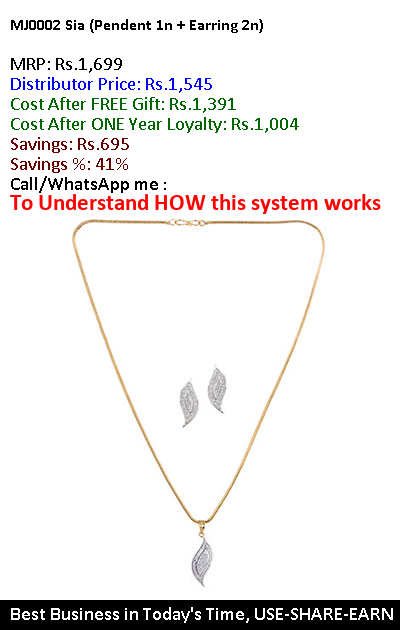 MJ0002 Sia (Pendent 1n + Earring 2n)
MRP: Rs.1,699
Distributor Price: Rs.1,545
Cost After FREE Gift: Rs.1,391
Cost After ONE Year Loyalty: Rs.1,004
Savings: Rs.695
Savings %: 41%
Call/WhatsApp me :
To Understand HOW this system works
Best Business in Today's Time, USE-SHARE-EARN